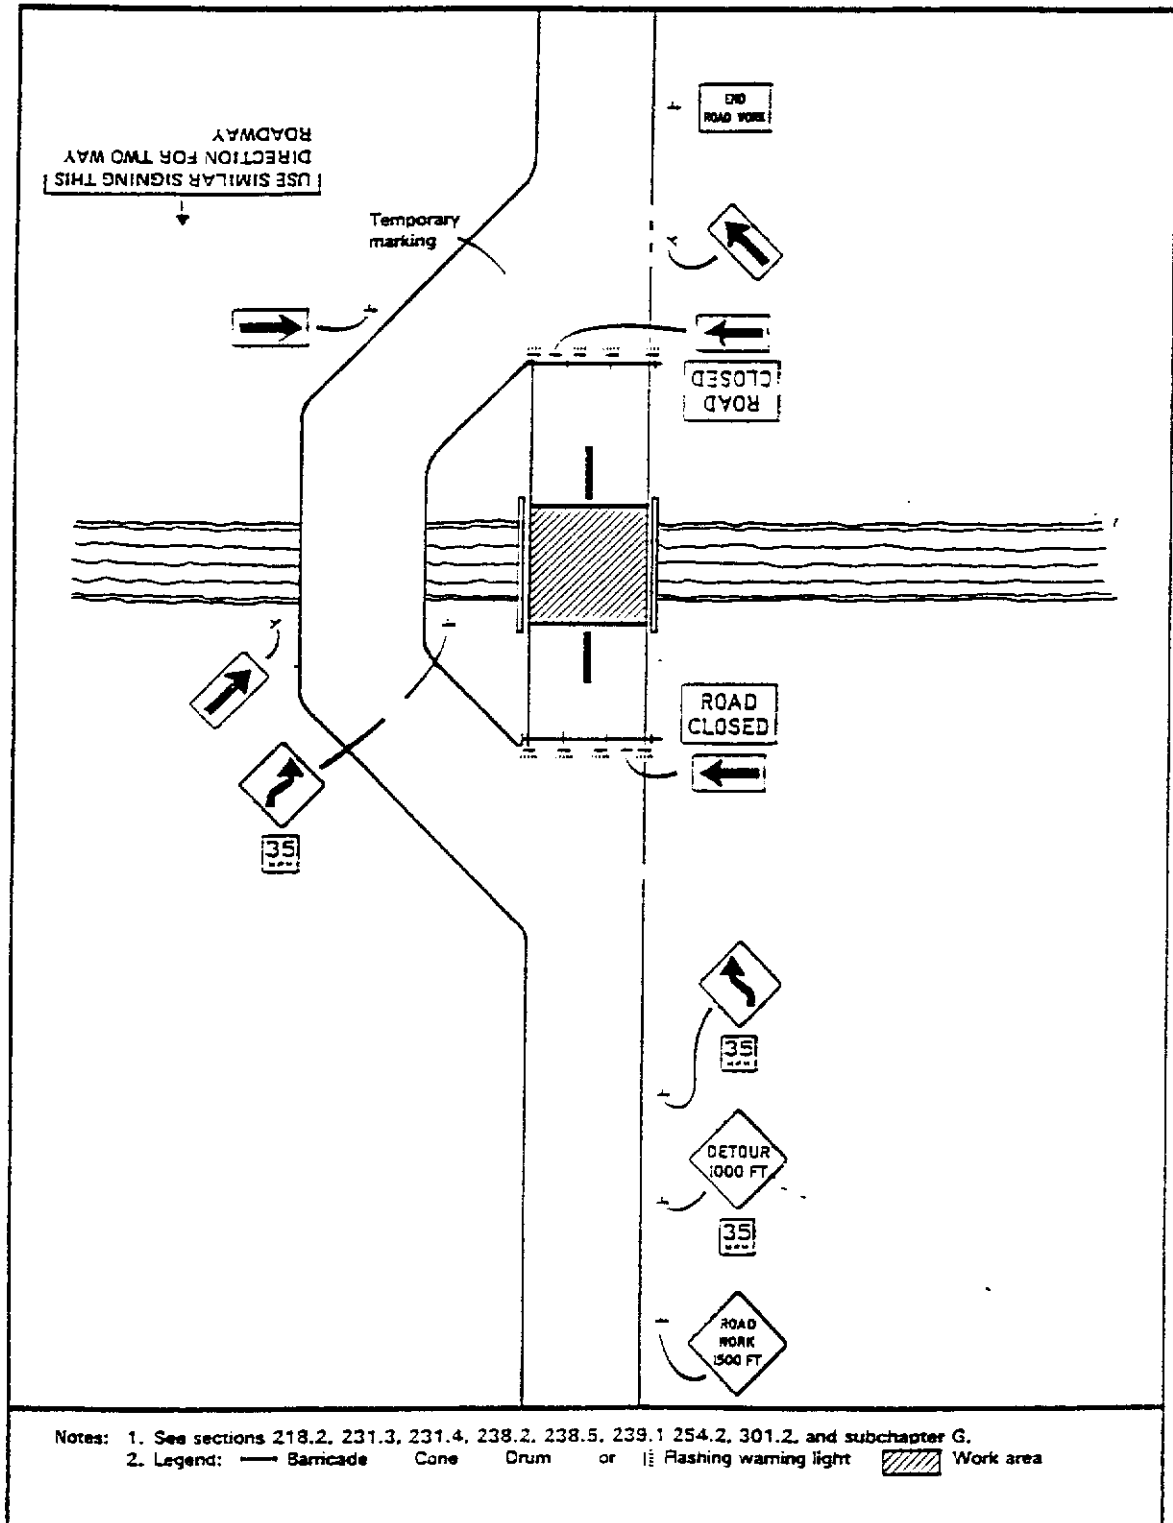 END
ROAD WORK
USE SIMILAR SIGNING THIS
DIRECTION FOR TWO WAY
ROADWAY
Temporary
marking
ROAD
CLOSED
ROAD
CLOSED
35
MPH
35
MPH
DETOUR
1000 FT
35
MPH
ROAD
WORK
1500 FT
Notes: 1. See sections 218.2, 231.3, 231.4, 238.2, 238.5, 239.1 254.2, 301.2, and subchapter G.
2. Legend: Barricade Cone Drum or Flashing warning light Work area